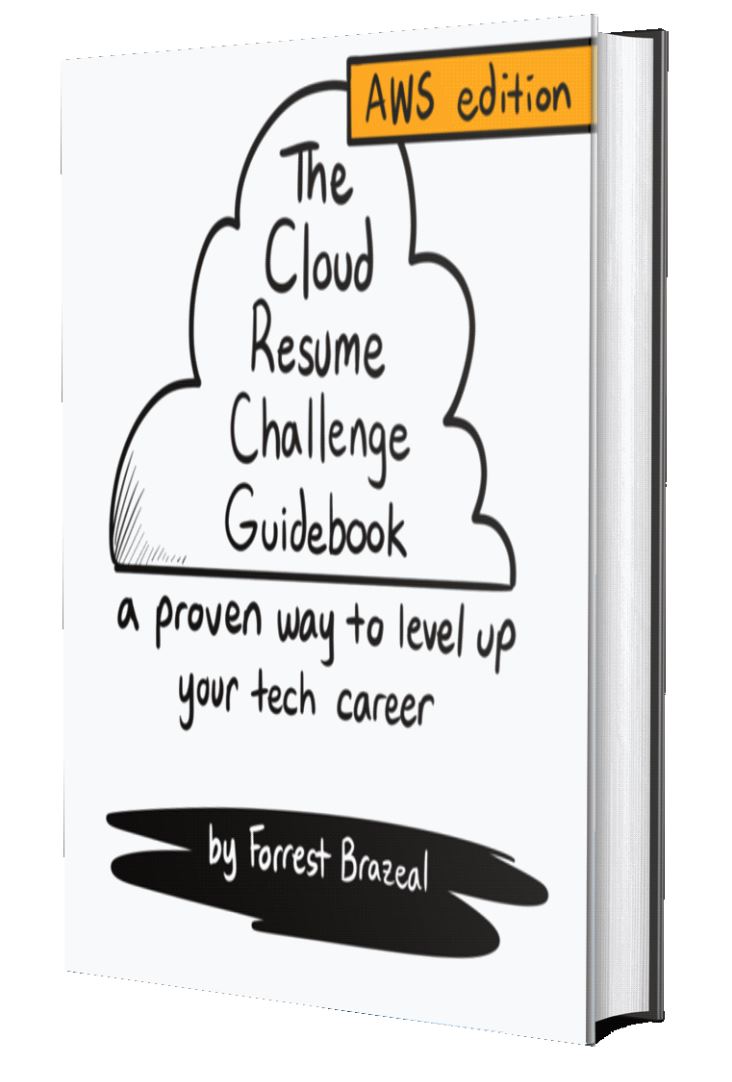 AWS edition
The
Cloud
Resume
Challenge
Guidebook
a proven way to level up
your tech career
by Forrest Brazeal